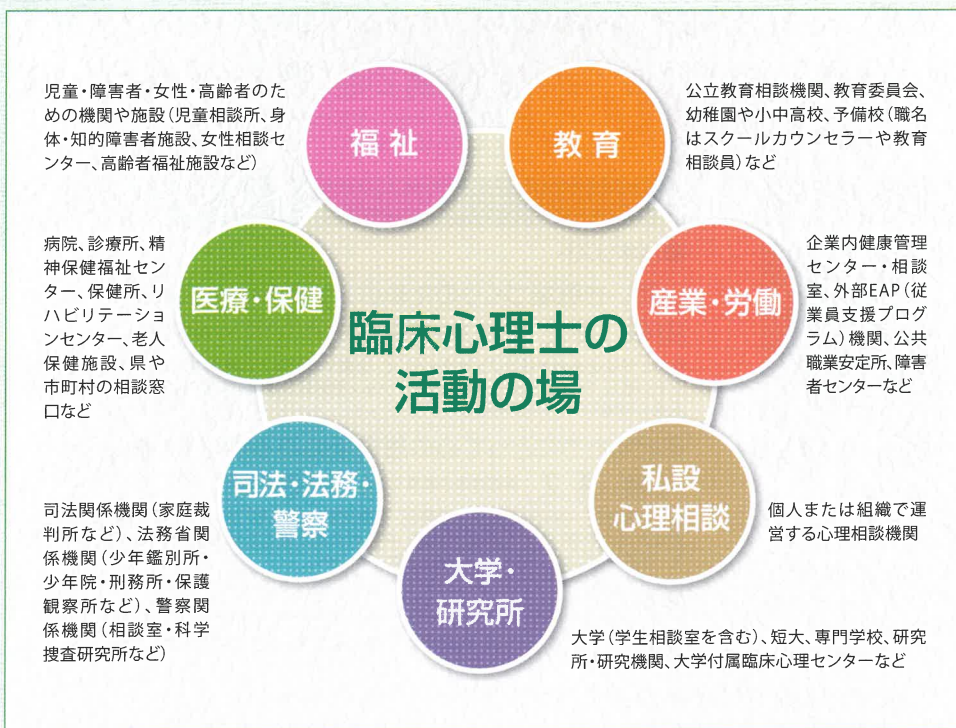 臨床心理士の
活動の場
福祉
児童・障害者・女性・高齢者のた
めの機関や施設（児童相談所、身
体・知的障害者施設、女性相談セ
ンター、高齢者福祉施設など）
教育
公立教育相談機関、教育委員会、
幼稚園や小中高校、予備校（職名
はスクールカウンセラーや教育
相談員）など
医療・保健
病院、診療所、精
神保健福祉セン
ター、保健所、リ
ハビリテーショ
ンセンター、老人
保健施設、県や
市町村の相談窓
口など
産業・労働
企業内健康管理
センター・相談
室、外部EAP（従
業員支援プログ
ラム）機関、公共
職業安定所、障害
者センターなど
司法・法務・
警察
司法関係機関（家庭裁
判所など）、法務省関
係機関（少年鑑別所・
少年院・刑務所・保護
観察所など）、警察関
係機関（相談室・科学
捜査研究所など）
私設
心理相談
個人または組織で運
営する心理相談機関
大学・
研究所
大学（学生相談室を含む）、短大、専門学校、研究
所・研究機関、大学付属臨床心理センターなど